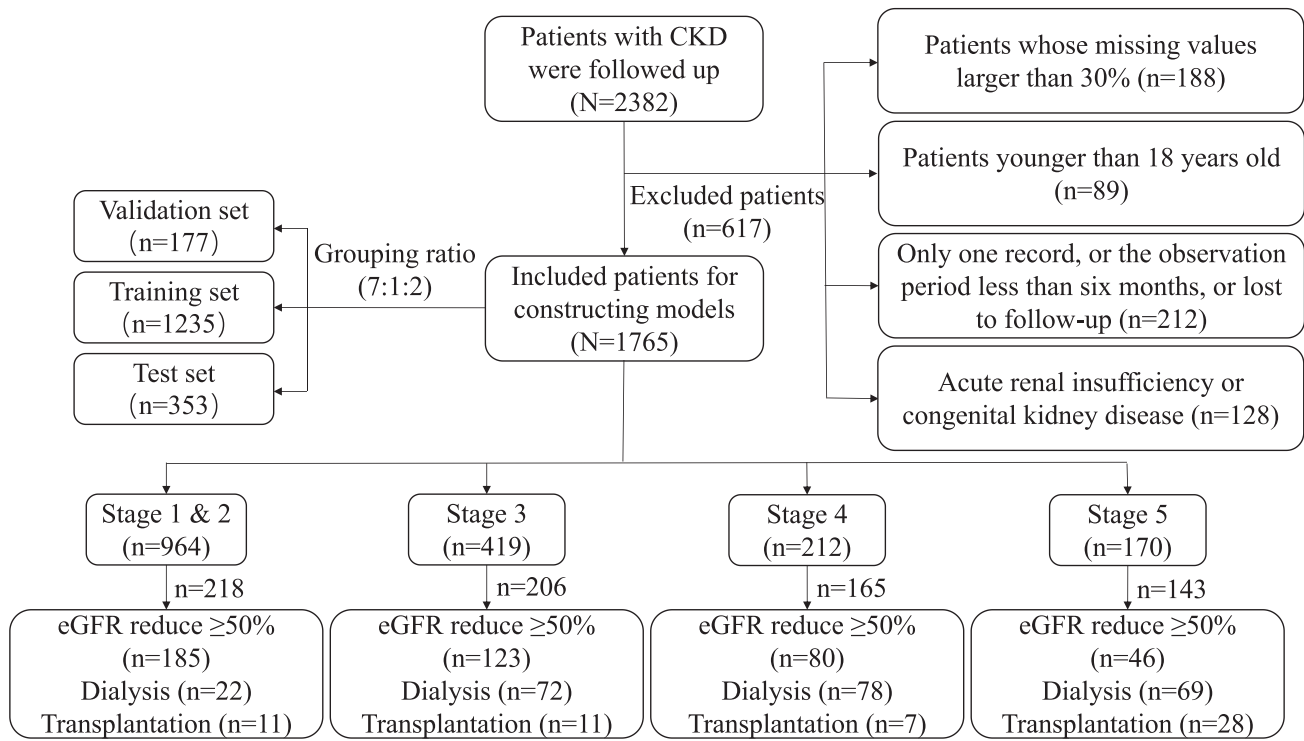 Patients with CKD
were followed up
(N=2382)
Patients whose missing values
larger than 30% (n=188)
Patients younger than 18 years old
(n=89)
Excluded patients
(n=617)
Only one record, or the observation
period less than six months, or lost
to follow-up (n=212)
Acute renal insufficiency or
congenital kidney disease (n=128)
Validation set
(n=177)
Grouping ratio
(7:1:2)
Training set
(n=1235)
Test set
(n=353)
Included patients for
constructing models
(N=1765)
Stage 1 & 2
(n=964)
n=218
eGFR reduce ≥50%
(n=185)
Dialysis (n=22)
Transplantation (n=11)
Stage 3
(n=419)
n=206
eGFR reduce ≥50%
(n=123)
Dialysis (n=72)
Transplantation (n=11)
Stage 4
(n=212)
n=165
eGFR reduce ≥50%
(n=80)
Dialysis (n=78)
Transplantation (n=7)
Stage 5
(n=170)
n=143
eGFR reduce ≥50%
(n=46)
Dialysis (n=69)
Transplantation (n=28)